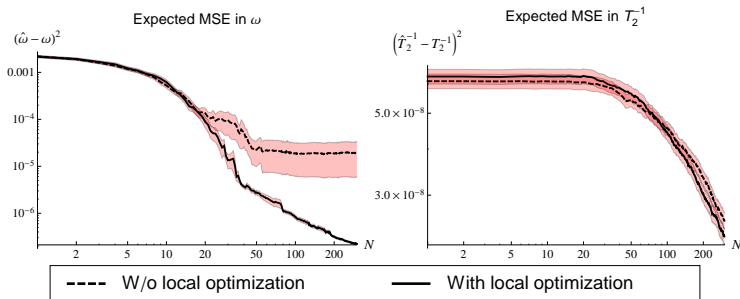 Expected MSE in ω
Expected MSE in T₂⁻¹
(ω̂ − ω)²
(T̂₂⁻¹ − T₂⁻¹)²
0.001
10⁻⁴
10⁻⁵
10⁻⁶
2 5 10 20 50 100 200 N
5.0 × 10⁻⁸
3.0 × 10⁻⁸
2 5 10 20 50 100 200 N
W/o local optimization
With local optimization